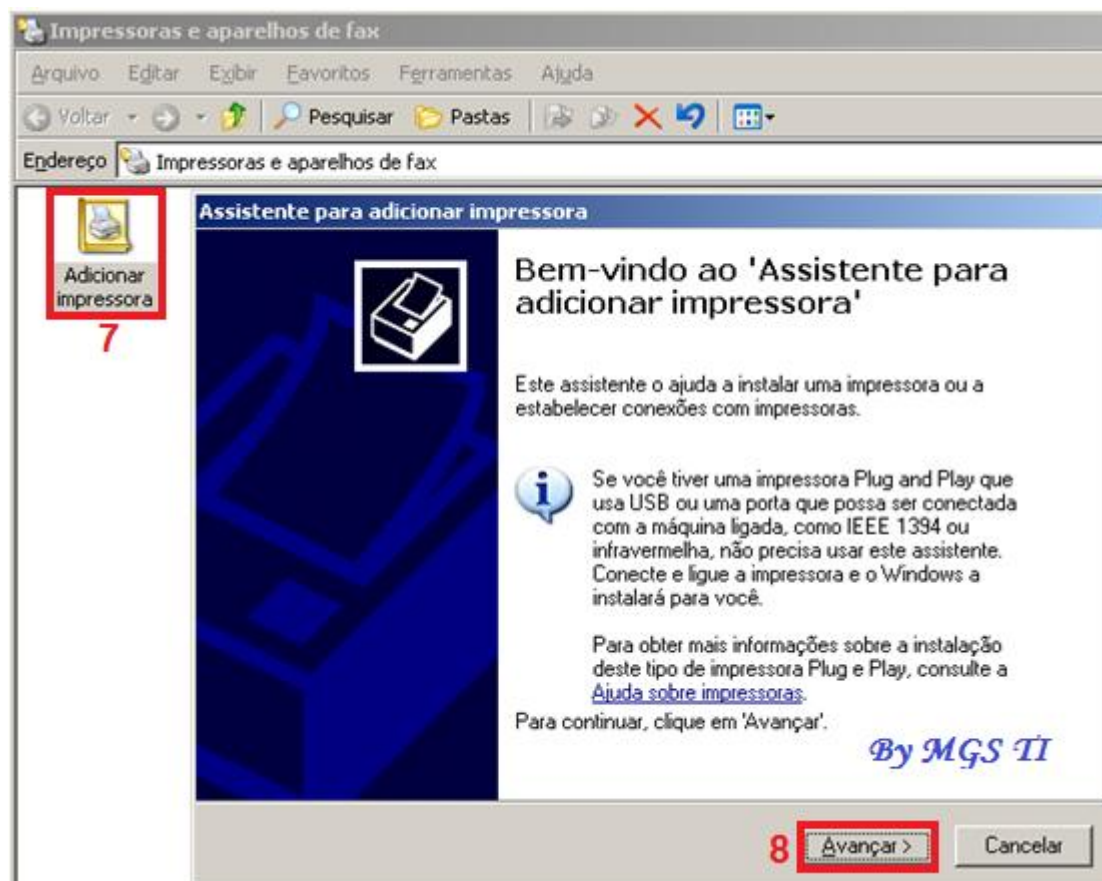 Impressoras e aparelhos de fax
Arquivo Editar Exibir Favoritos Ferramentas Ajuda
Voltar Pesquisar Pastas
Endereço Impressoras e aparelhos de fax
Adicionar
impressora
7
Assistente para adicionar impressora
Bem-vindo ao 'Assistente para
adicionar impressora'
Este assistente o ajuda a instalar uma impressora ou a
estabelecer conexões com impressoras.
Se você tiver uma impressora Plug and Play que
usa USB ou uma porta que possa ser conectada
com a máquina ligada, como IEEE 1394 ou
infravermelha, não precisa usar este assistente.
Conecte e ligue a impressora e o Windows a
instalará para você.
Para obter mais informações sobre a instalação
deste tipo de impressora Plug e Play, consulte a
Ajuda sobre impressoras.
Para continuar, clique em 'Avançar'.
By MGS TI
8 Avançar > Cancelar